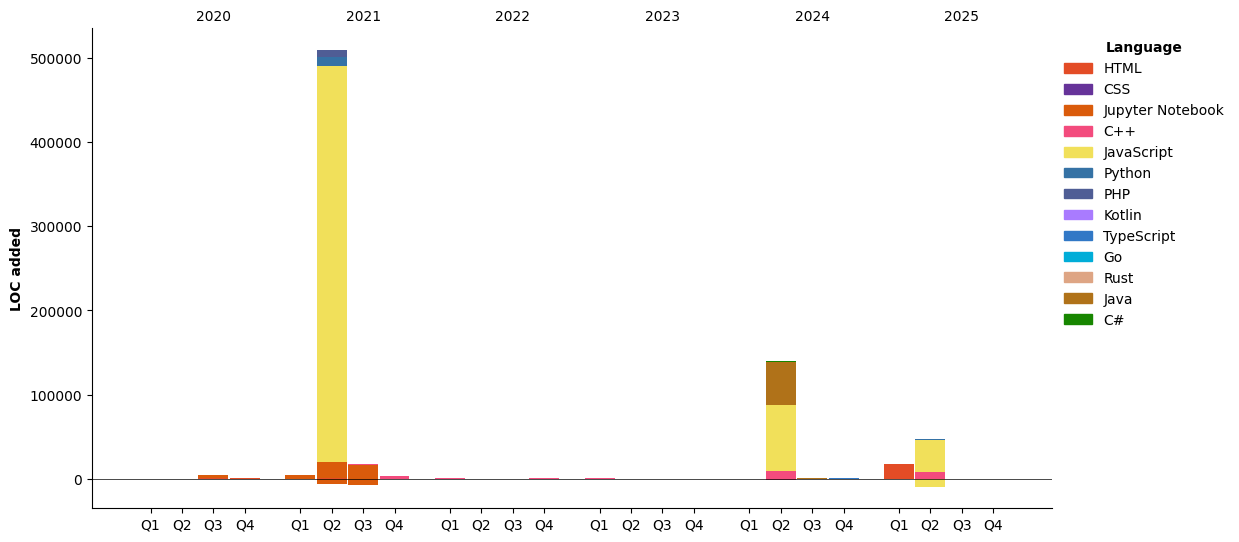 2020 2021 2022 2023 2024 2025
500000
400000
300000
200000
100000
0
LOC added
Q1 Q2 Q3 Q4 Q1 Q2 Q3 Q4 Q1 Q2 Q3 Q4 Q1 Q2 Q3 Q4 Q1 Q2 Q3 Q4 Q1 Q2 Q3 Q4
Language
HTML
CSS
Jupyter Notebook
C++
JavaScript
Python
PHP
Kotlin
TypeScript
Go
Rust
Java
C#